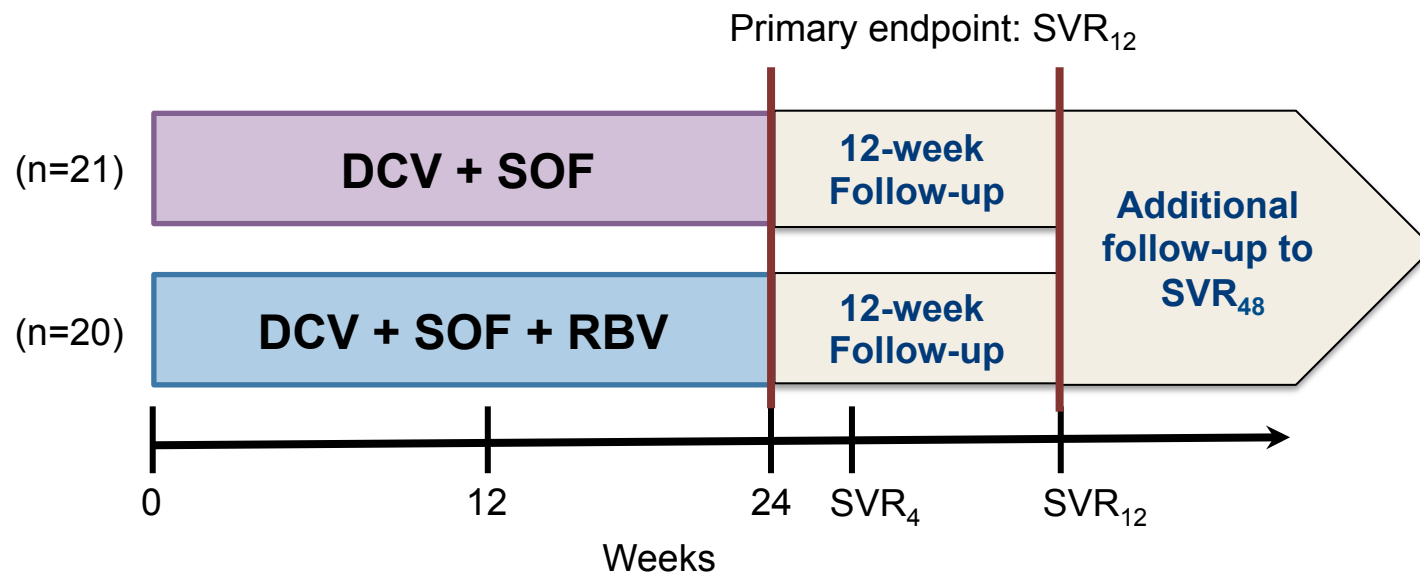 Primary endpoint: SVR₁₂
(n=21)
DCV + SOF
12-week
Follow-up
(n=20)
DCV + SOF + RBV
12-week
Follow-up
Additional
follow-up to
SVR₄₈
0
12
24
SVR₄
SVR₁₂
Weeks